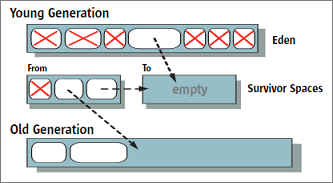 Young Generation
Eden
From
To
empty
Survivor Spaces
Old Generation